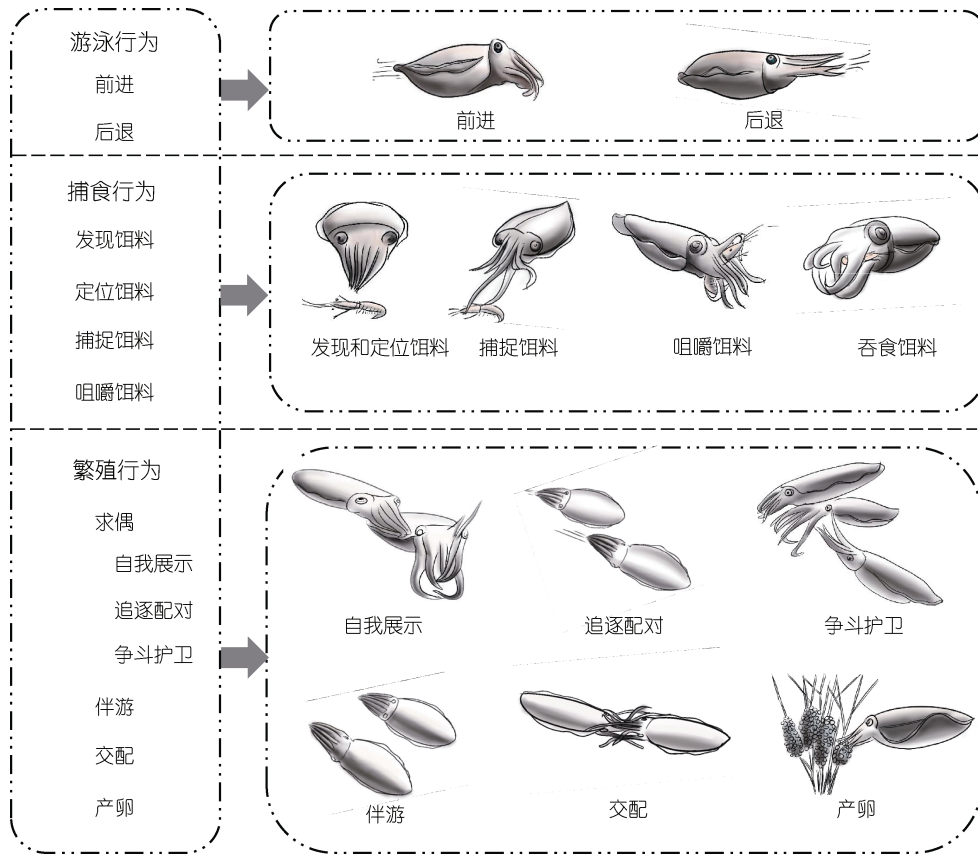 游泳行为
前进
后退
前进
后退
捕食行为
发现饵料
定位饵料
捕捉饵料
咀嚼饵料
发现和定位饵料
捕捉饵料
咀嚼饵料
吞食饵料
繁殖行为
求偶
自我展示
追逐配对
争斗护卫
伴游
交配
产卵
自我展示
追逐配对
争斗护卫
伴游
交配
产卵